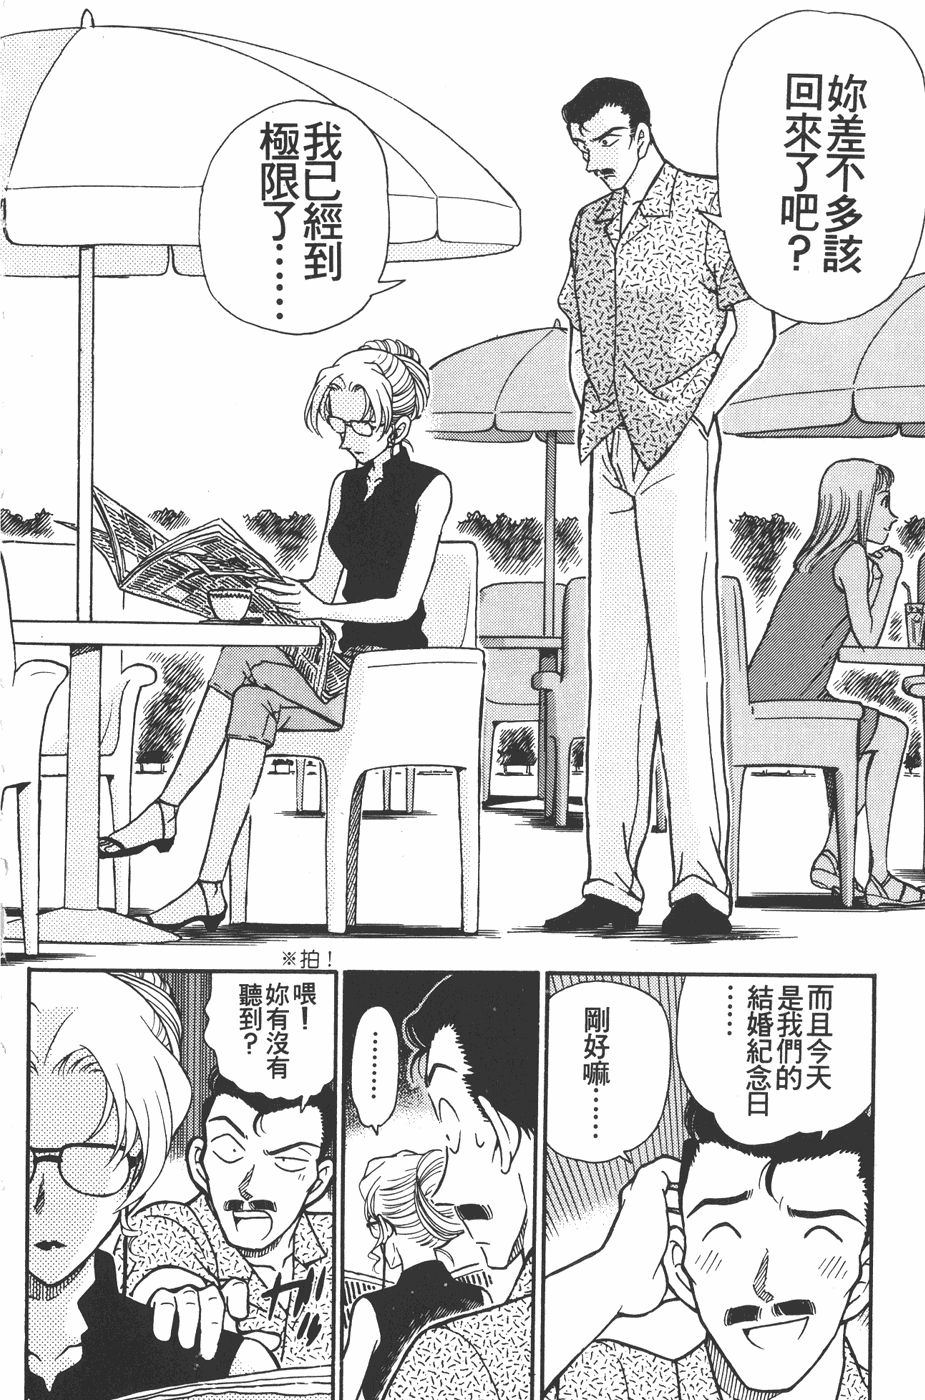 妳差不多該
回來了吧？
我已經到
極限了……
而且今天
是我們的
結婚紀念日
……
剛好嘛……
……
※拍！
喂！
妳有沒有
聽到？